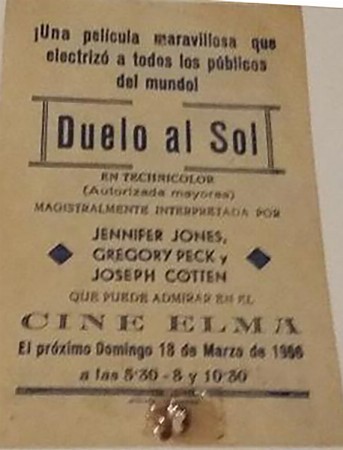 ¡Una película maravillosa que
electrizó a todos los públicos
del mundo!
Duelo al Sol
EN TECHNICOLOR
(Autorizada mayores)
MAGISTRALMENTE INTERPRETADA POR
JENNIFER JONES,
GREGORY PECK y
JOSEPH COTTEN
QUE PUEDE ADMIRAR EN EL
CINE ELMA
El próximo Domingo 18 de Marzo de 1956
a las 5'30 - 8 y 10'30